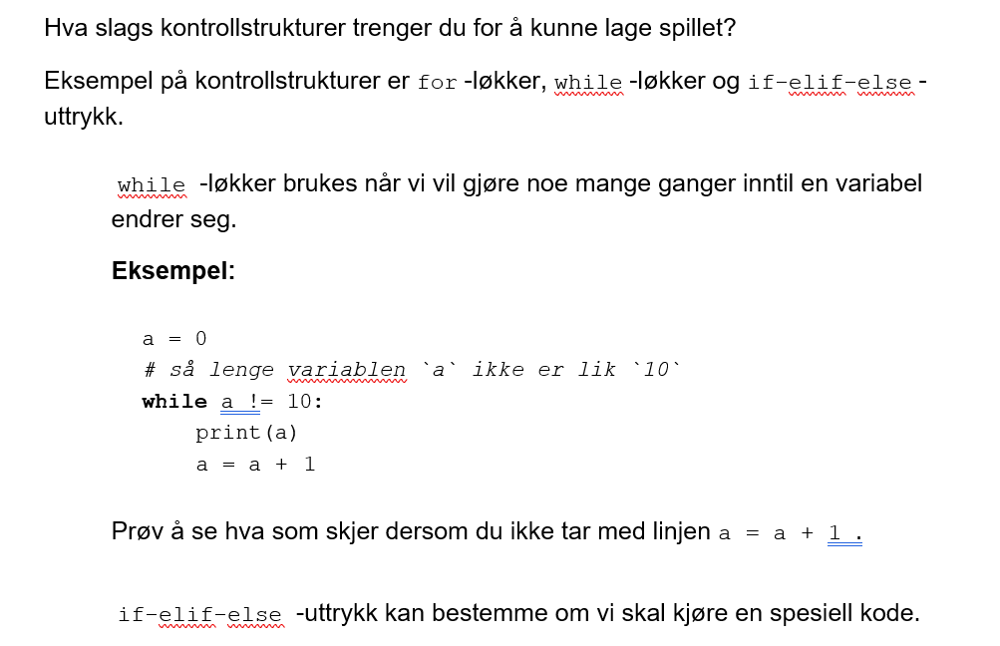 Hva slags kontrollstrukturer trenger du for å kunne lage spillet?
Eksempel på kontrollstrukturer er for -løkker, while -løkker og if-elif-else -
uttrykk.
while -løkker brukes når vi vil gjøre noe mange ganger inntil en variabel
endrer seg.
Eksempel:
a = 0
# så lenge variablen `a` ikke er lik `10`
while a != 10:
    print(a)
    a = a + 1
Prøv å se hva som skjer dersom du ikke tar med linjen a = a + 1 .
if-elif-else -uttrykk kan bestemme om vi skal kjøre en spesiell kode.